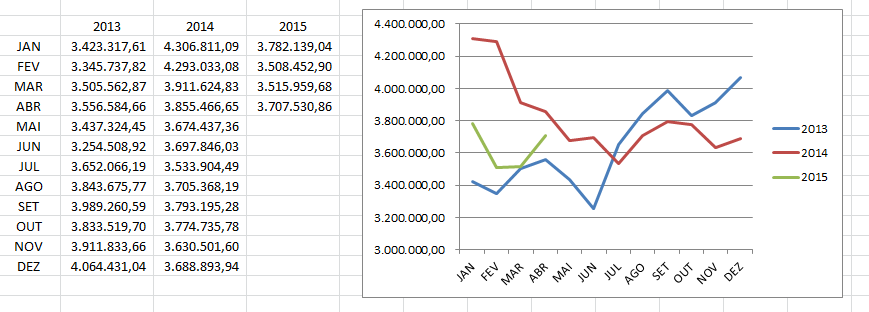 2013 2014 2015
JAN 3.423.317,61 4.306.811,09 3.782.139,04
FEV 3.345.737,82 4.293.033,08 3.508.452,90
MAR 3.505.562,87 3.911.624,83 3.515.959,68
ABR 3.556.584,66 3.855.466,65 3.707.530,86
MAI 3.437.324,45 3.674.437,36
JUN 3.254.508,92 3.697.846,03
JUL 3.652.066,19 3.533.904,49
AGO 3.843.675,77 3.705.368,19
SET 3.989.260,59 3.793.195,28
OUT 3.833.519,70 3.774.735,78
NOV 3.911.833,66 3.630.501,60
DEZ 4.064.431,04 3.688.893,94
4.400.000,00
4.200.000,00
4.000.000,00
3.800.000,00
3.600.000,00
3.400.000,00
3.200.000,00
3.000.000,00
JAN FEV MAR ABR MAI JUN JUL AGO SET OUT NOV DEZ
2013
2014
2015